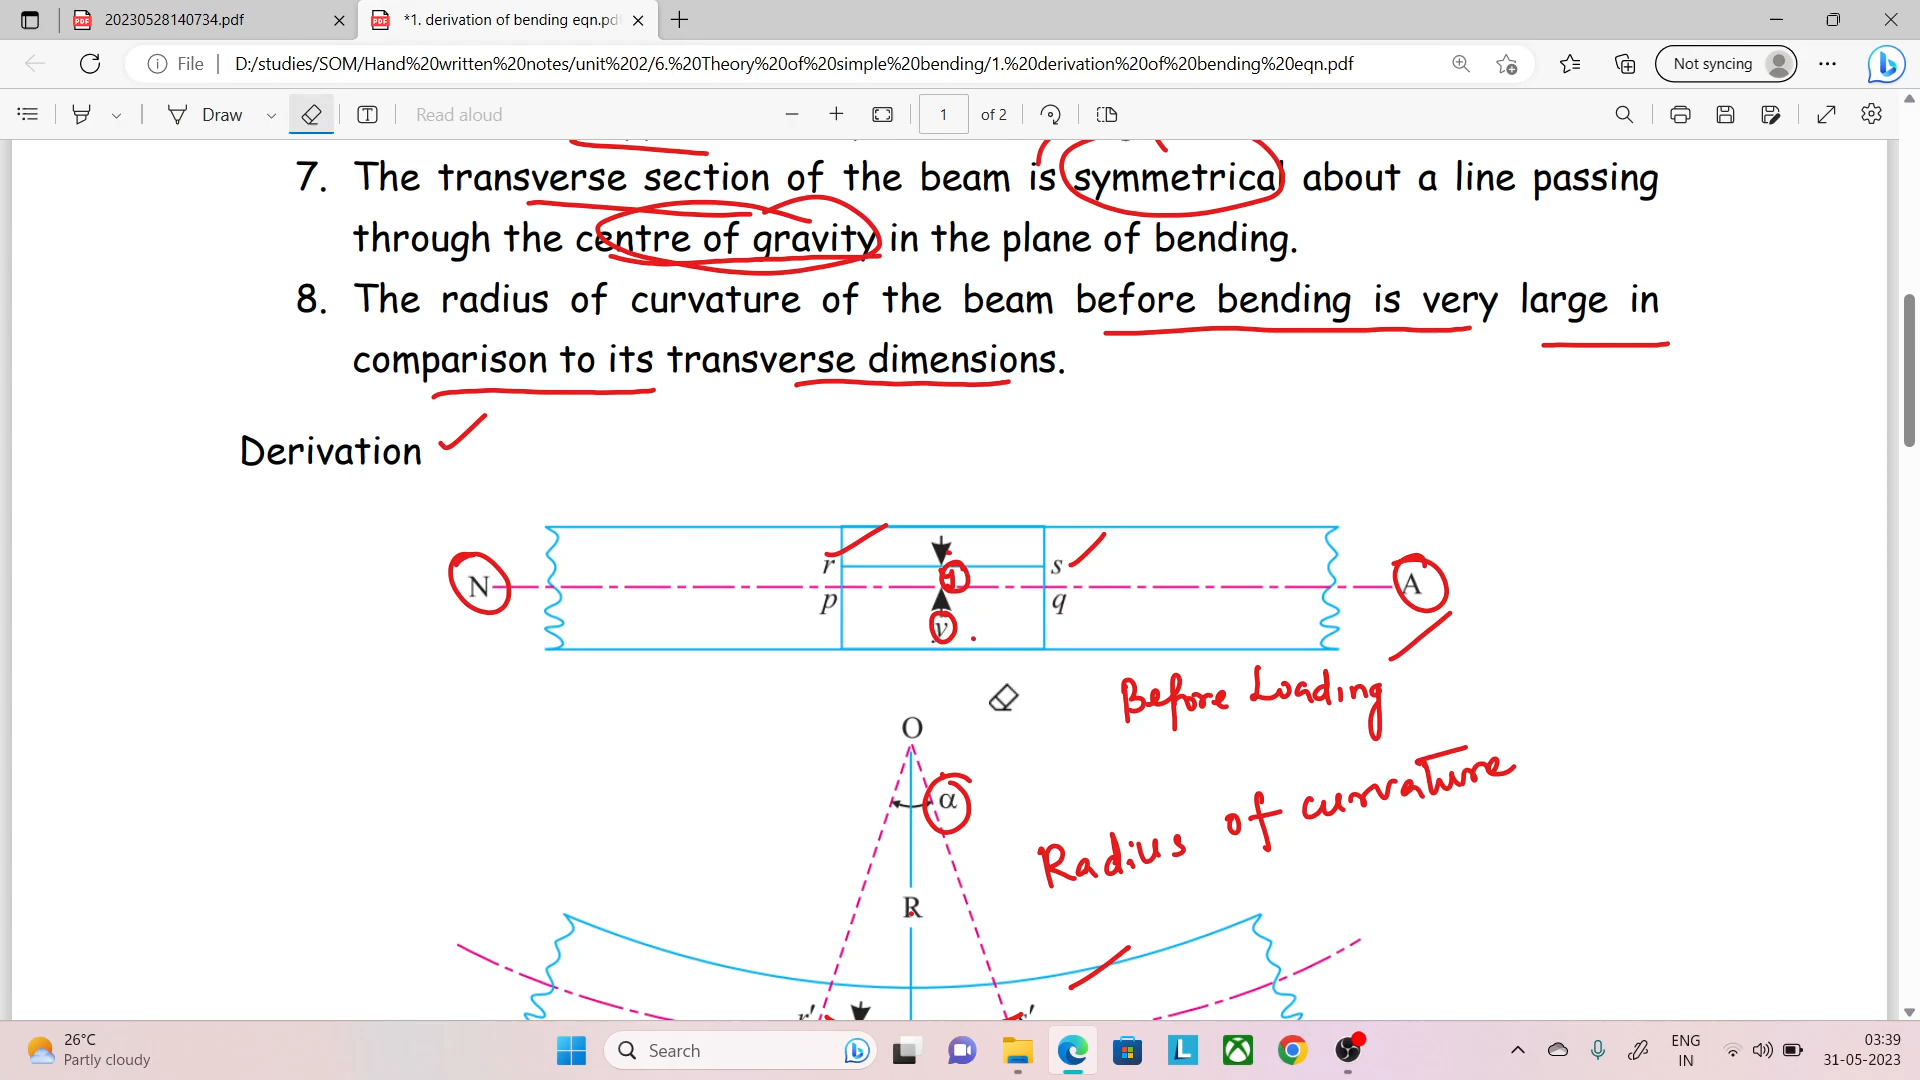 20230528140734.pdf
*1. derivation of bending eqn.pdf
File
D:/studies/SOM/Hand%20written%20notes/unit%202/6.%20Theory%20of%20simple%20bending/1.%20derivation%20of%20bending%20eqn.pdf
Not syncing
Draw
Read aloud
1 of 2
7. The transverse section of the beam is symmetrical about a line passing
through the centre of gravity in the plane of bending.
8. The radius of curvature of the beam before bending is very large in
comparison to its transverse dimensions.
Derivation
r s
N A
p q
y
Before Loading
O
α
Radius of curvature
R
r'
26°C
Partly cloudy
Search
ENG
IN
03:39
31-05-2023